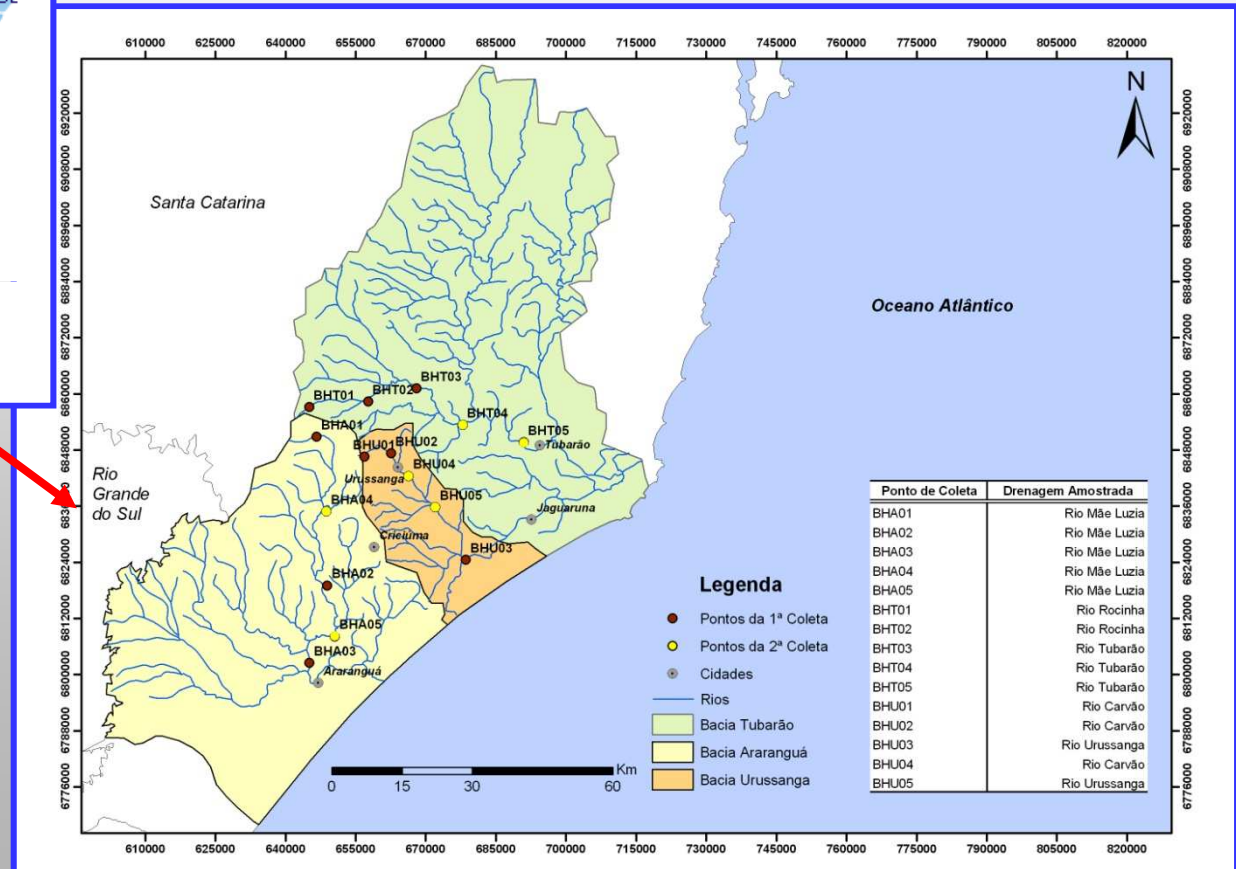 610000 625000 640000 655000 670000 685000 700000 715000 730000 745000 760000 775000 790000 805000 820000
N
6920000 6920000
6908000 6908000
Santa Catarina
6896000 6896000
6884000 6884000
Oceano Atlântico
6872000 6872000
BHT03
6860000 6860000
BHT01 BHT02
BHT04
BHA01
BHT05
BHU02
Tubarão
BHU01
6848000 6848000
BHU04
Urussanga
Rio
Grande
do Sul
BHA04
BHU05
Jaguaruna
6836000 6836000
Criciuma
BHU03
6824000 6824000
BHA02
6812000 6812000
BHA05
BHA03
Araranguá
6800000 6800000
6788000 6788000
6776000 6776000
Km
0 15 30 60
Legenda
Pontos da 1ª Coleta
Pontos da 2ª Coleta
Cidades
Rios
Bacia Tubarão
Bacia Araranguá
Bacia Urussanga
Ponto de Coleta Drenagem Amostrada
BHA01 Rio Mãe Luzia
BHA02 Rio Mãe Luzia
BHA03 Rio Mãe Luzia
BHA04 Rio Mãe Luzia
BHA05 Rio Mãe Luzia
BHT01 Rio Rocinha
BHT02 Rio Rocinha
BHT03 Rio Tubarão
BHT04 Rio Tubarão
BHT05 Rio Tubarão
BHU01 Rio Carvão
BHU02 Rio Carvão
BHU03 Rio Urussanga
BHU04 Rio Carvão
BHU05 Rio Urussanga
610000 625000 640000 655000 670000 685000 700000 715000 730000 745000 760000 775000 790000 805000 820000